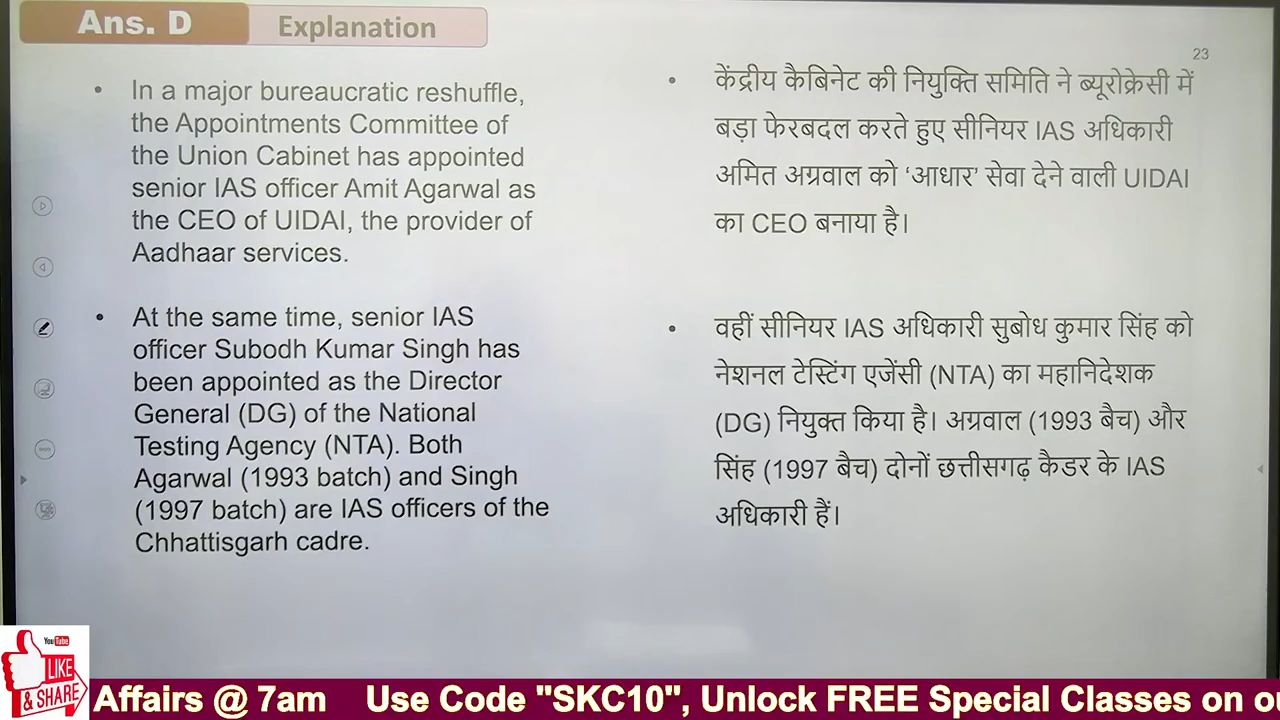 Ans. D Explanation
23
• In a major bureaucratic reshuffle,
the Appointments Committee of
the Union Cabinet has appointed
senior IAS officer Amit Agarwal as
the CEO of UIDAI, the provider of
Aadhaar services.
• At the same time, senior IAS
officer Subodh Kumar Singh has
been appointed as the Director
General (DG) of the National
Testing Agency (NTA). Both
Agarwal (1993 batch) and Singh
(1997 batch) are IAS officers of the
Chhattisgarh cadre.
• केंद्रीय कैबिनेट की नियुक्ति समिति ने ब्यूरोक्रेसी में
बड़ा फेरबदल करते हुए सीनियर IAS अधिकारी
अमित अग्रवाल को ‘आधार’ सेवा देने वाली UIDAI
का CEO बनाया है।
• वहीं सीनियर IAS अधिकारी सुबोध कुमार सिंह को
नेशनल टेस्टिंग एजेंसी (NTA) का महानिदेशक
(DG) नियुक्त किया है। अग्रवाल (1993 बैच) और
सिंह (1997 बैच) दोनों छत्तीसगढ़ कैडर के IAS
अधिकारी हैं।
YouTube
LIKE
& SHARE
Affairs @ 7am Use Code "SKC10", Unlock FREE Special Classes on ou